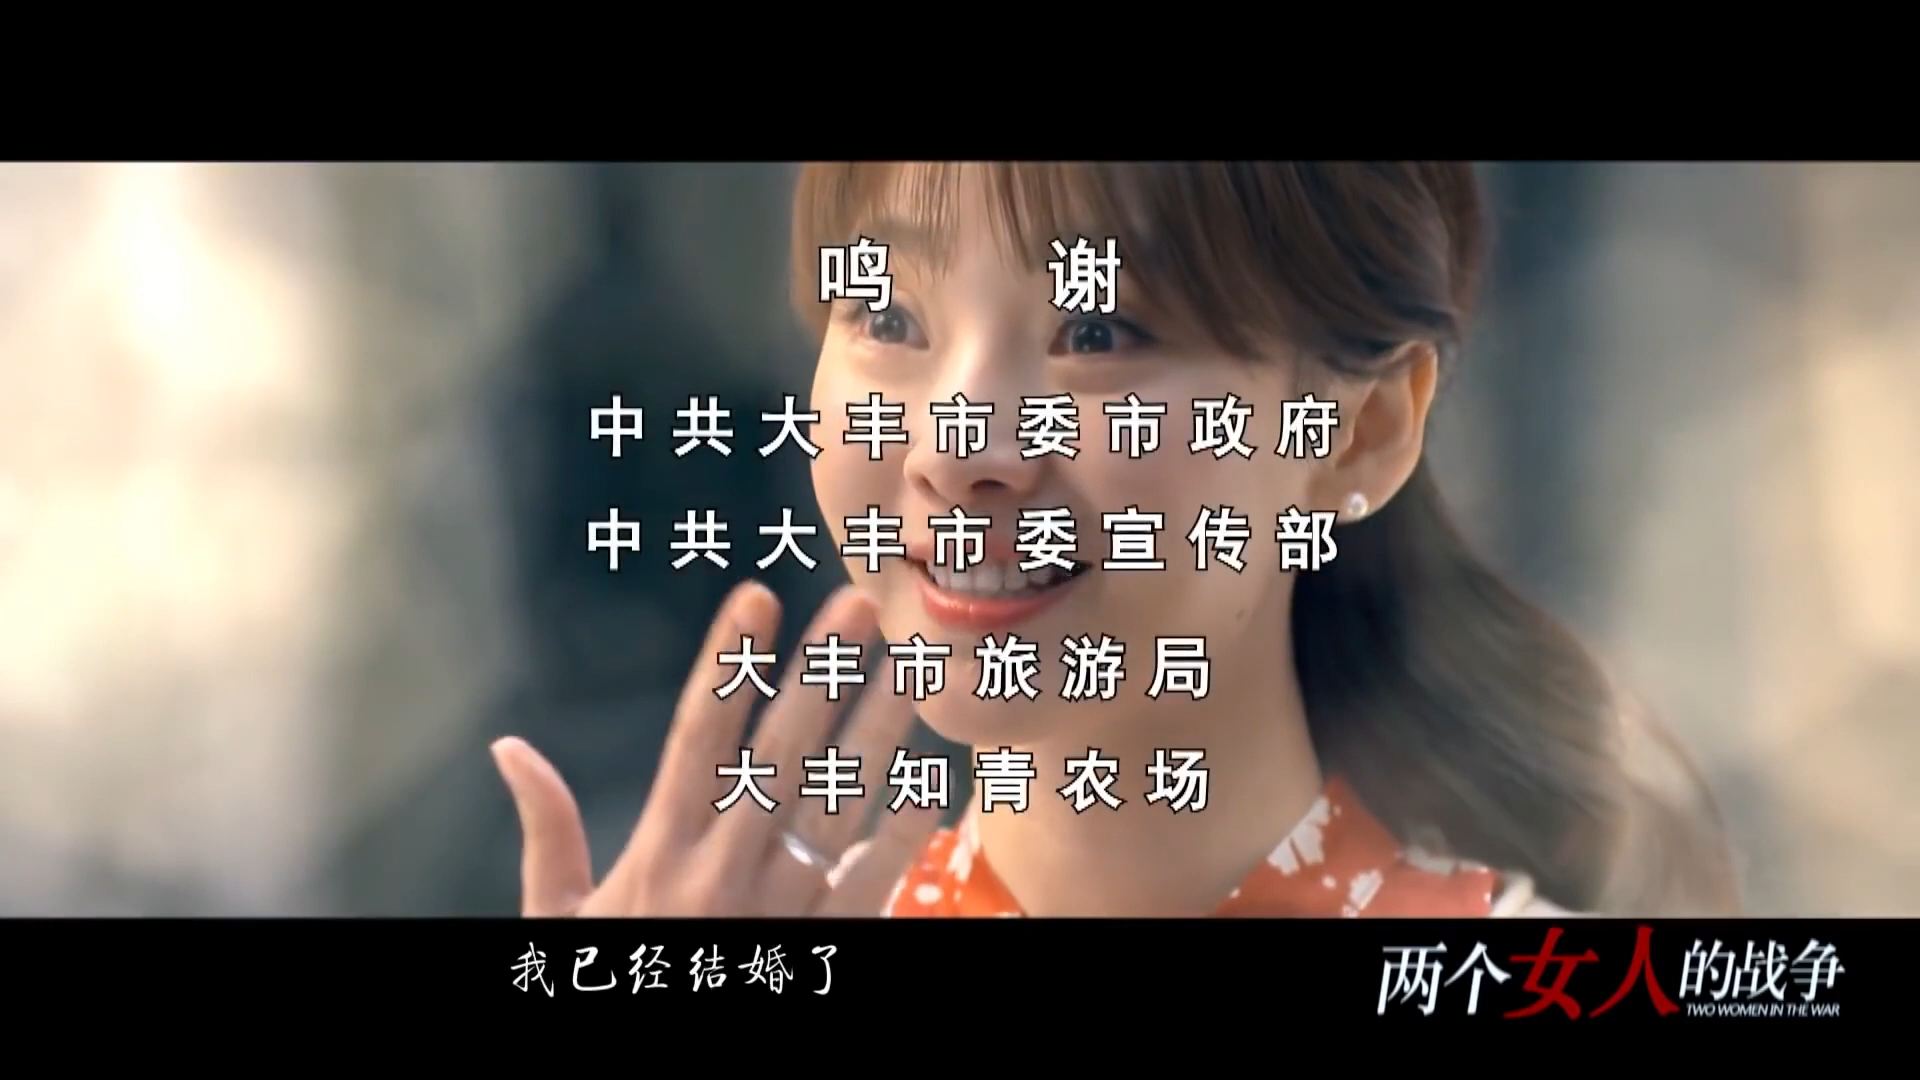 鸣谢
中共大丰市委市政府
中共大丰市委宣传部
大丰市旅游局
大丰知青农场
我已经结婚了
两个女人的战争
TWO WOMEN IN THE WAR